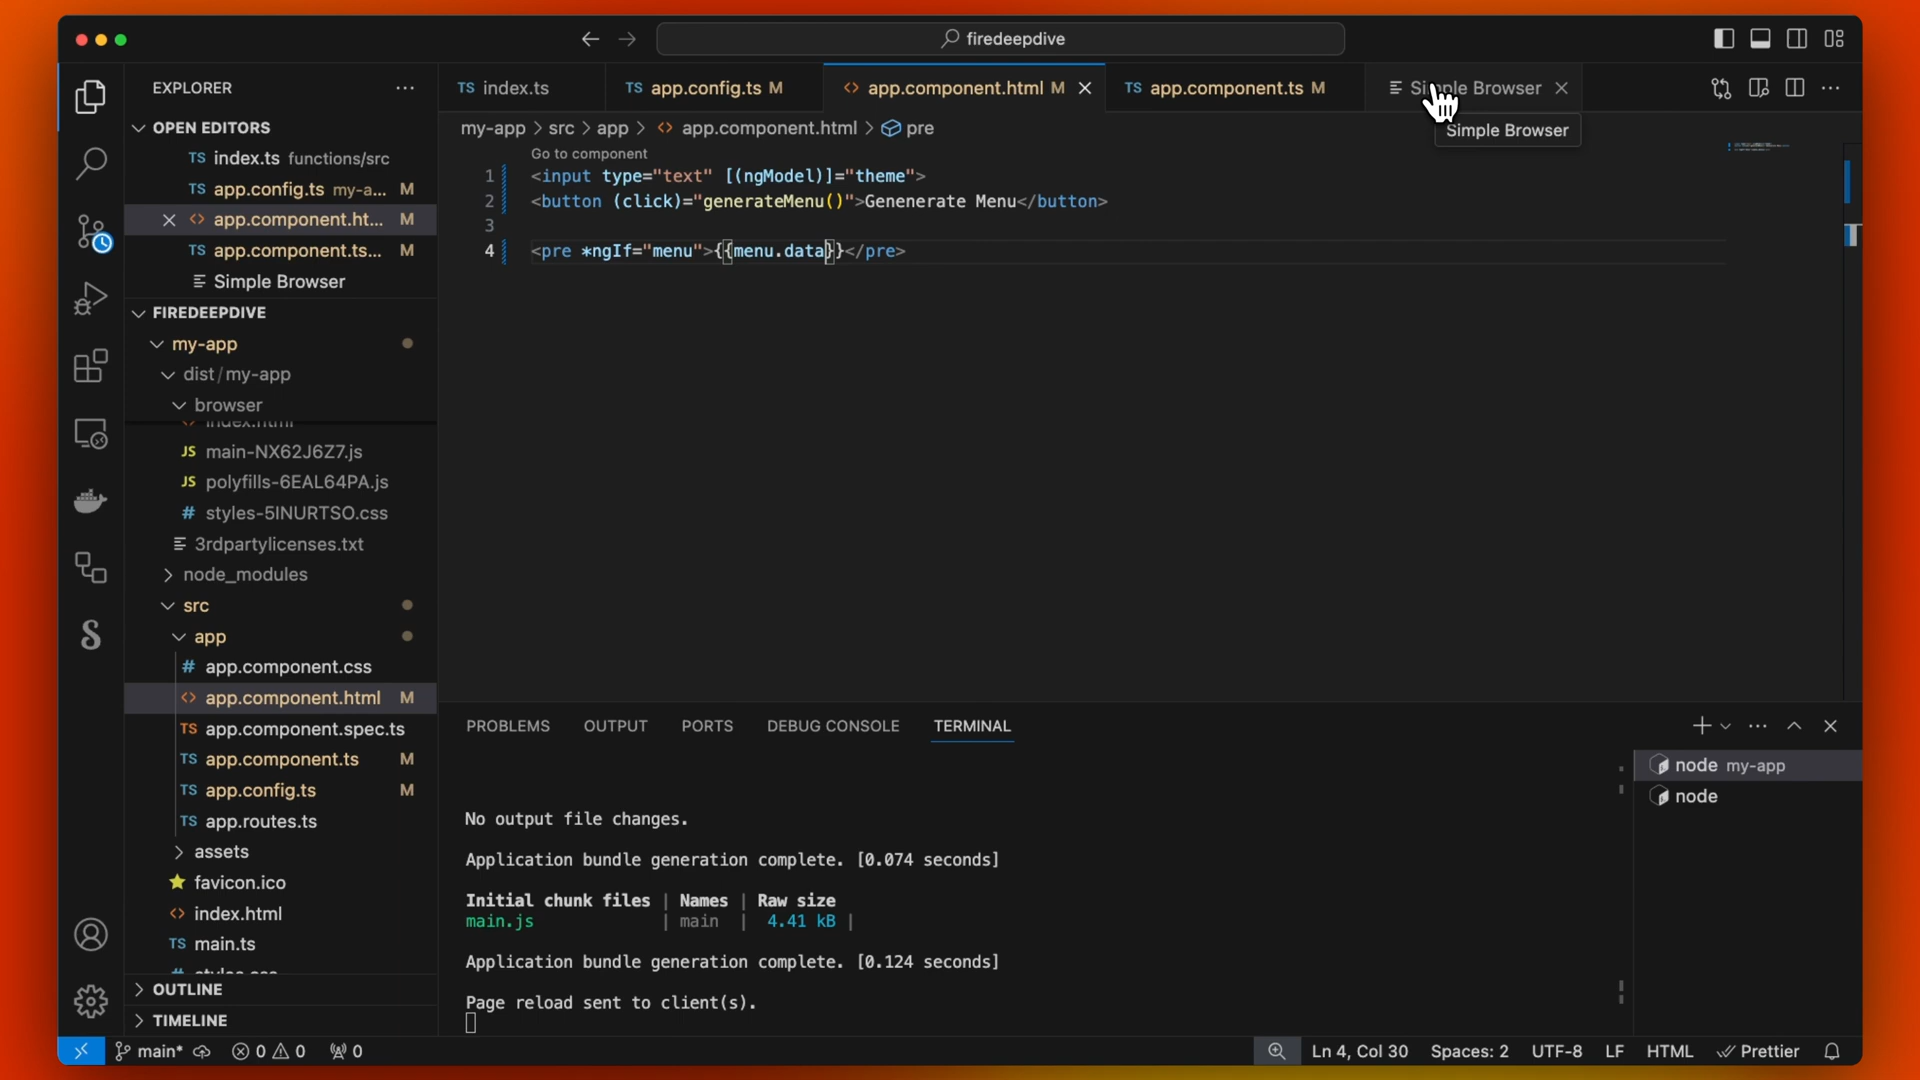 firedeepdive
EXPLORER
OPEN EDITORS
TS index.ts functions/src
TS app.config.ts my-a... M
<> app.component.ht... M
TS app.component.ts... M
Simple Browser
FIREDEEPDIVE
my-app
dist / my-app
browser
index.html
JS main-NX62J6Z7.js
JS polyfills-6EAL64PA.js
# styles-5INURTSO.css
3rdpartylicenses.txt
node_modules
src
app
# app.component.css
<> app.component.html M
TS app.component.spec.ts
TS app.component.ts M
TS app.config.ts M
TS app.routes.ts
assets
favicon.ico
<> index.html
TS main.ts
# styles.css
OUTLINE
TIMELINE
TS index.ts
TS app.config.ts M
<> app.component.html M
TS app.component.ts M
Simple Browser
Simple Browser
my-app > src > app > <> app.component.html > pre
Go to component
1 <input type="text" [(ngModel)]="theme">
2 <button (click)="generateMenu()">Genenerate Menu</button>
3
4 <pre *ngIf="menu">{{menu.data}}</pre>
PROBLEMS OUTPUT PORTS DEBUG CONSOLE TERMINAL
No output file changes.
Application bundle generation complete. [0.074 seconds]
Initial chunk files | Names | Raw size
main.js | main | 4.41 kB |
Application bundle generation complete. [0.124 seconds]
Page reload sent to client(s).
node my-app
node
main* 0 0 0
Ln 4, Col 30 Spaces: 2 UTF-8 LF HTML Prettier